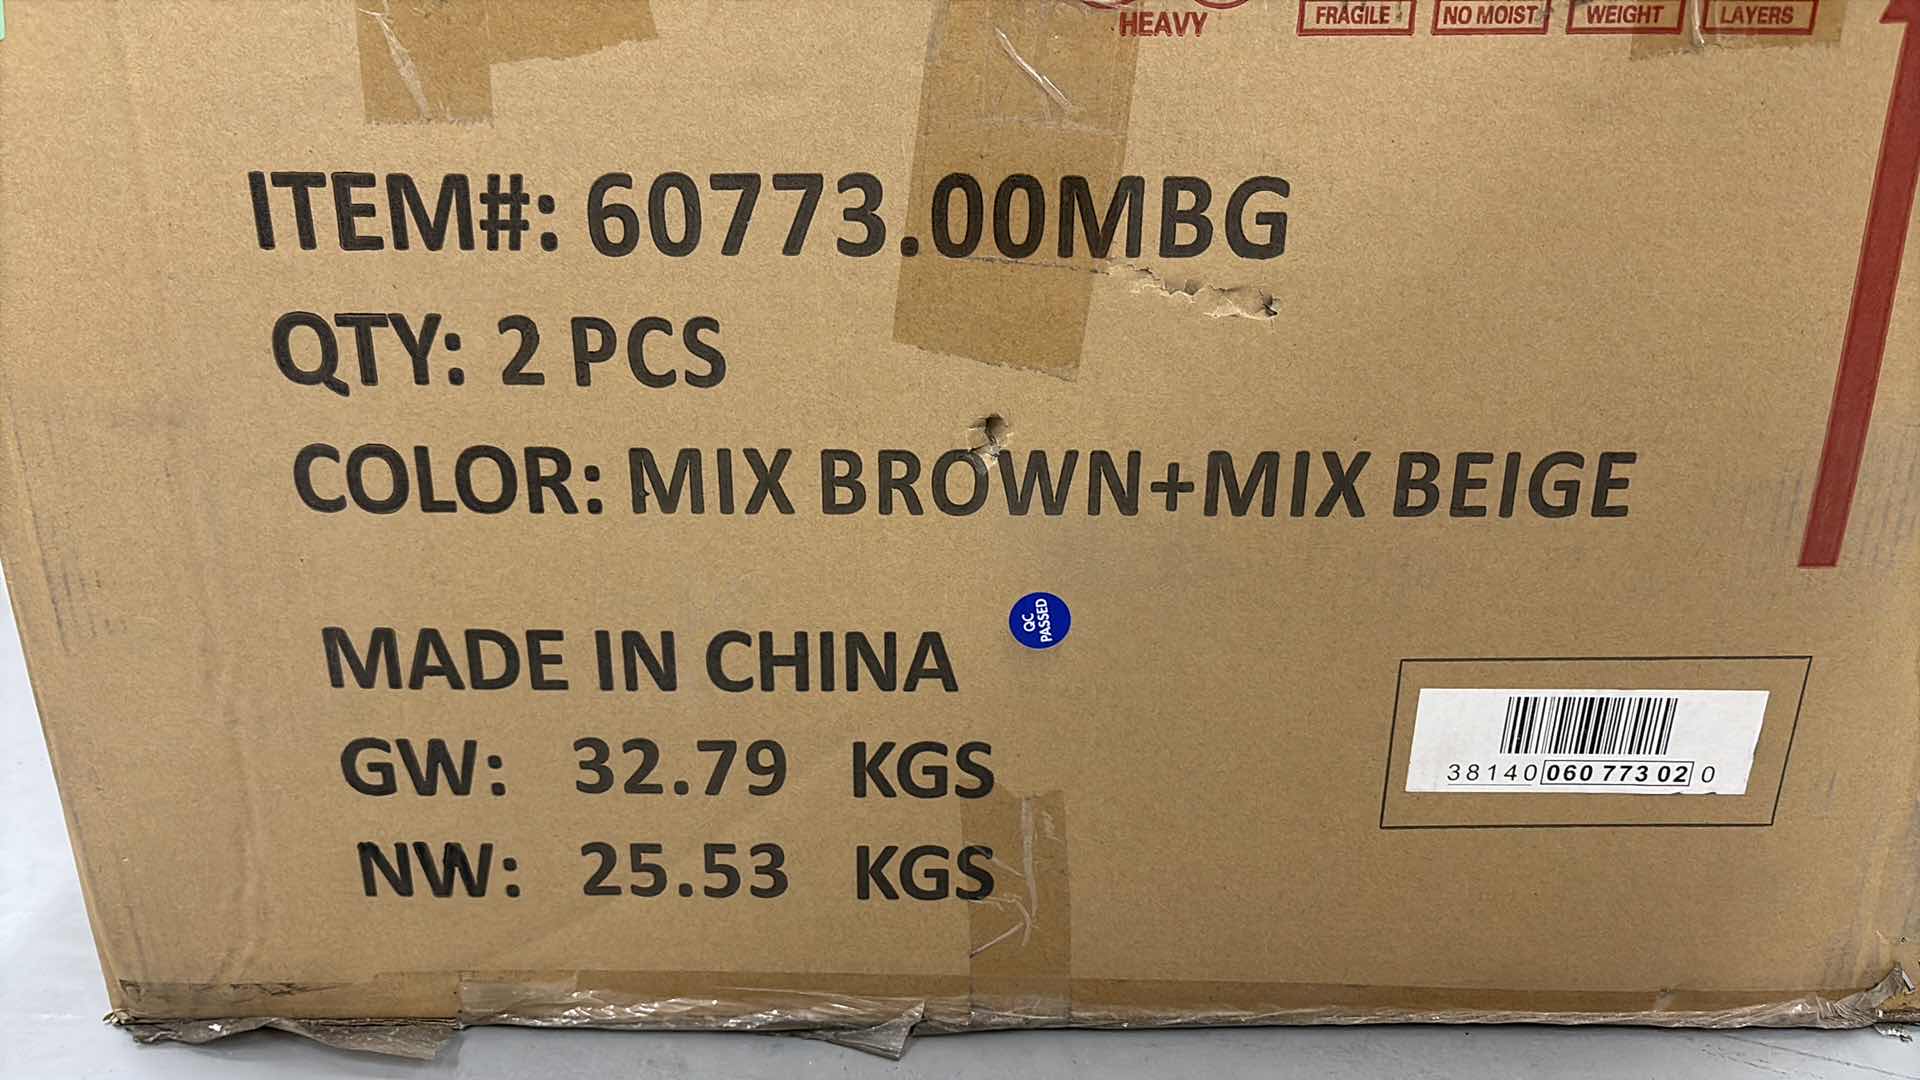 HEAVY
FRAGILE
NO MOIST
WEIGHT
LAYERS
ITEM#: 60773.00MBG
QTY: 2 PCS
COLOR: MIX BROWN+MIX BEIGE
QC
PASSED
MADE IN CHINA
GW: 32.79 KGS
NW: 25.53 KGS
38140 060 773 02 0